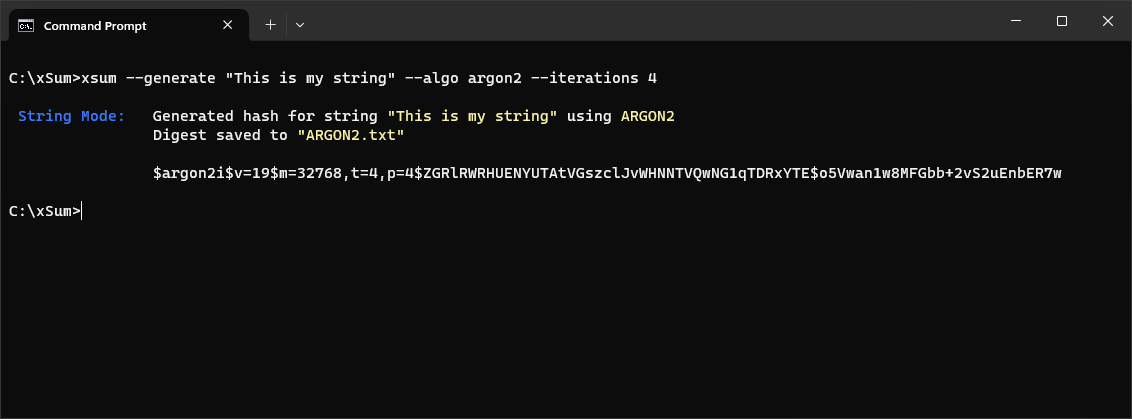 Command Prompt
C:\xSum>xsum --generate "This is my string" --algo argon2 --iterations 4
String Mode: Generated hash for string "This is my string" using ARGON2
Digest saved to "ARGON2.txt"
$argon2i$v=19$m=32768,t=4,p=4$ZGRlRWRHUENYUTAtVGszclJvWHNNTVQwNG1qTDRxYTE$o5Vwan1w8MFGbb+2vS2uEnbER7w
C:\xSum>